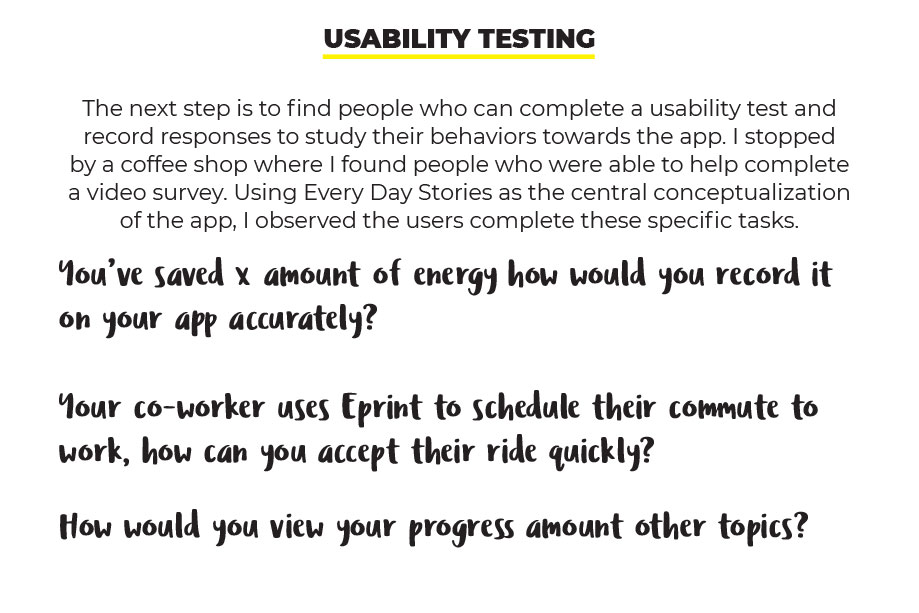 USABILITY TESTING
The next step is to find people who can complete a usability test and
record responses to study their behaviors towards the app. I stopped
by a coffee shop where I found people who were able to help complete
a video survey. Using Every Day Stories as the central conceptualization
of the app, I observed the users complete these specific tasks.
You've saved x amount of energy how would you record it
on your app accurately?
Your co-worker uses Eprint to schedule their commute to
work, how can you accept their ride quickly?
How would you view your progress amount other topics?